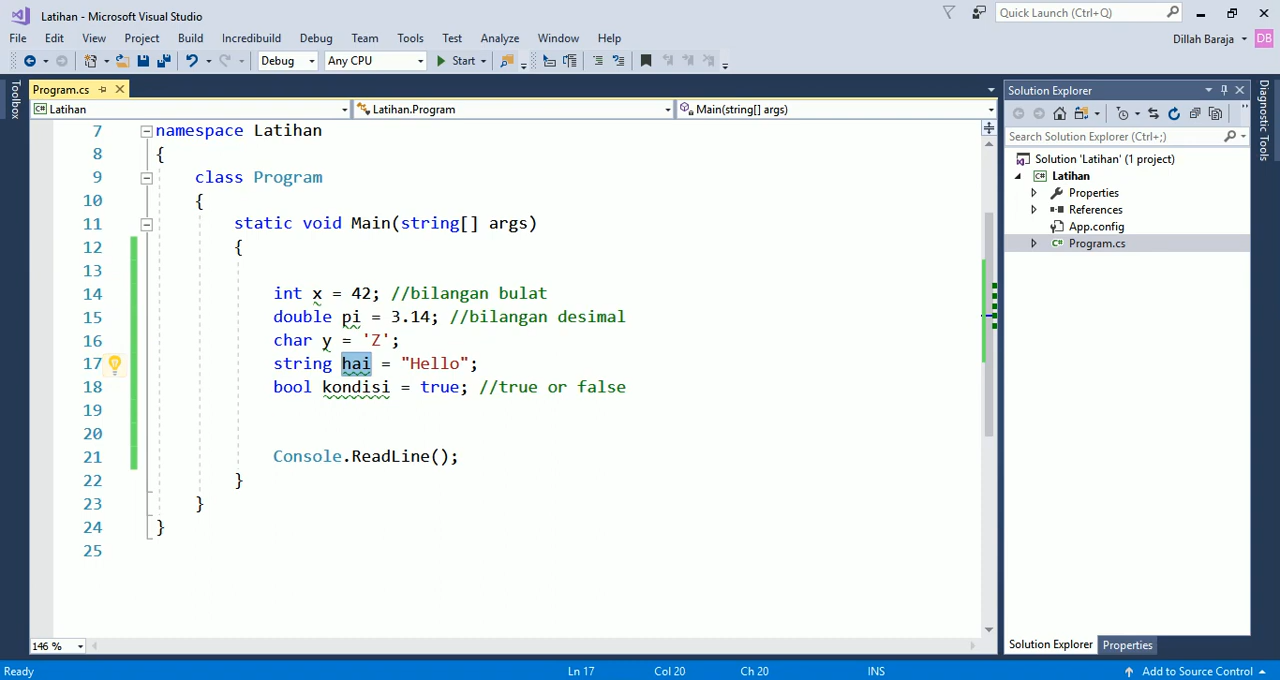 Latihan - Microsoft Visual Studio
Quick Launch (Ctrl+Q)
File Edit View Project Build Incredibuild Debug Team Tools Test Analyze Window Help
Dillah Baraja DB
Debug Any CPU Start
Toolbox
Program.cs
Latihan Latihan.Program Main(string[] args)
7 namespace Latihan
8 {
9 class Program
10 {
11 static void Main(string[] args)
12 {
13
14 int x = 42; //bilangan bulat
15 double pi = 3.14; //bilangan desimal
16 char y = 'Z';
17 string hai = "Hello";
18 bool kondisi = true; //true or false
19
20
21 Console.ReadLine();
22 }
23 }
24 }
25
146 %
Solution Explorer
Search Solution Explorer (Ctrl+;)
Solution 'Latihan' (1 project)
C# Latihan
Properties
References
App.config
C# Program.cs
Solution Explorer Properties
Diagnostic Tools
Ready Ln 17 Col 20 Ch 20 INS Add to Source Control